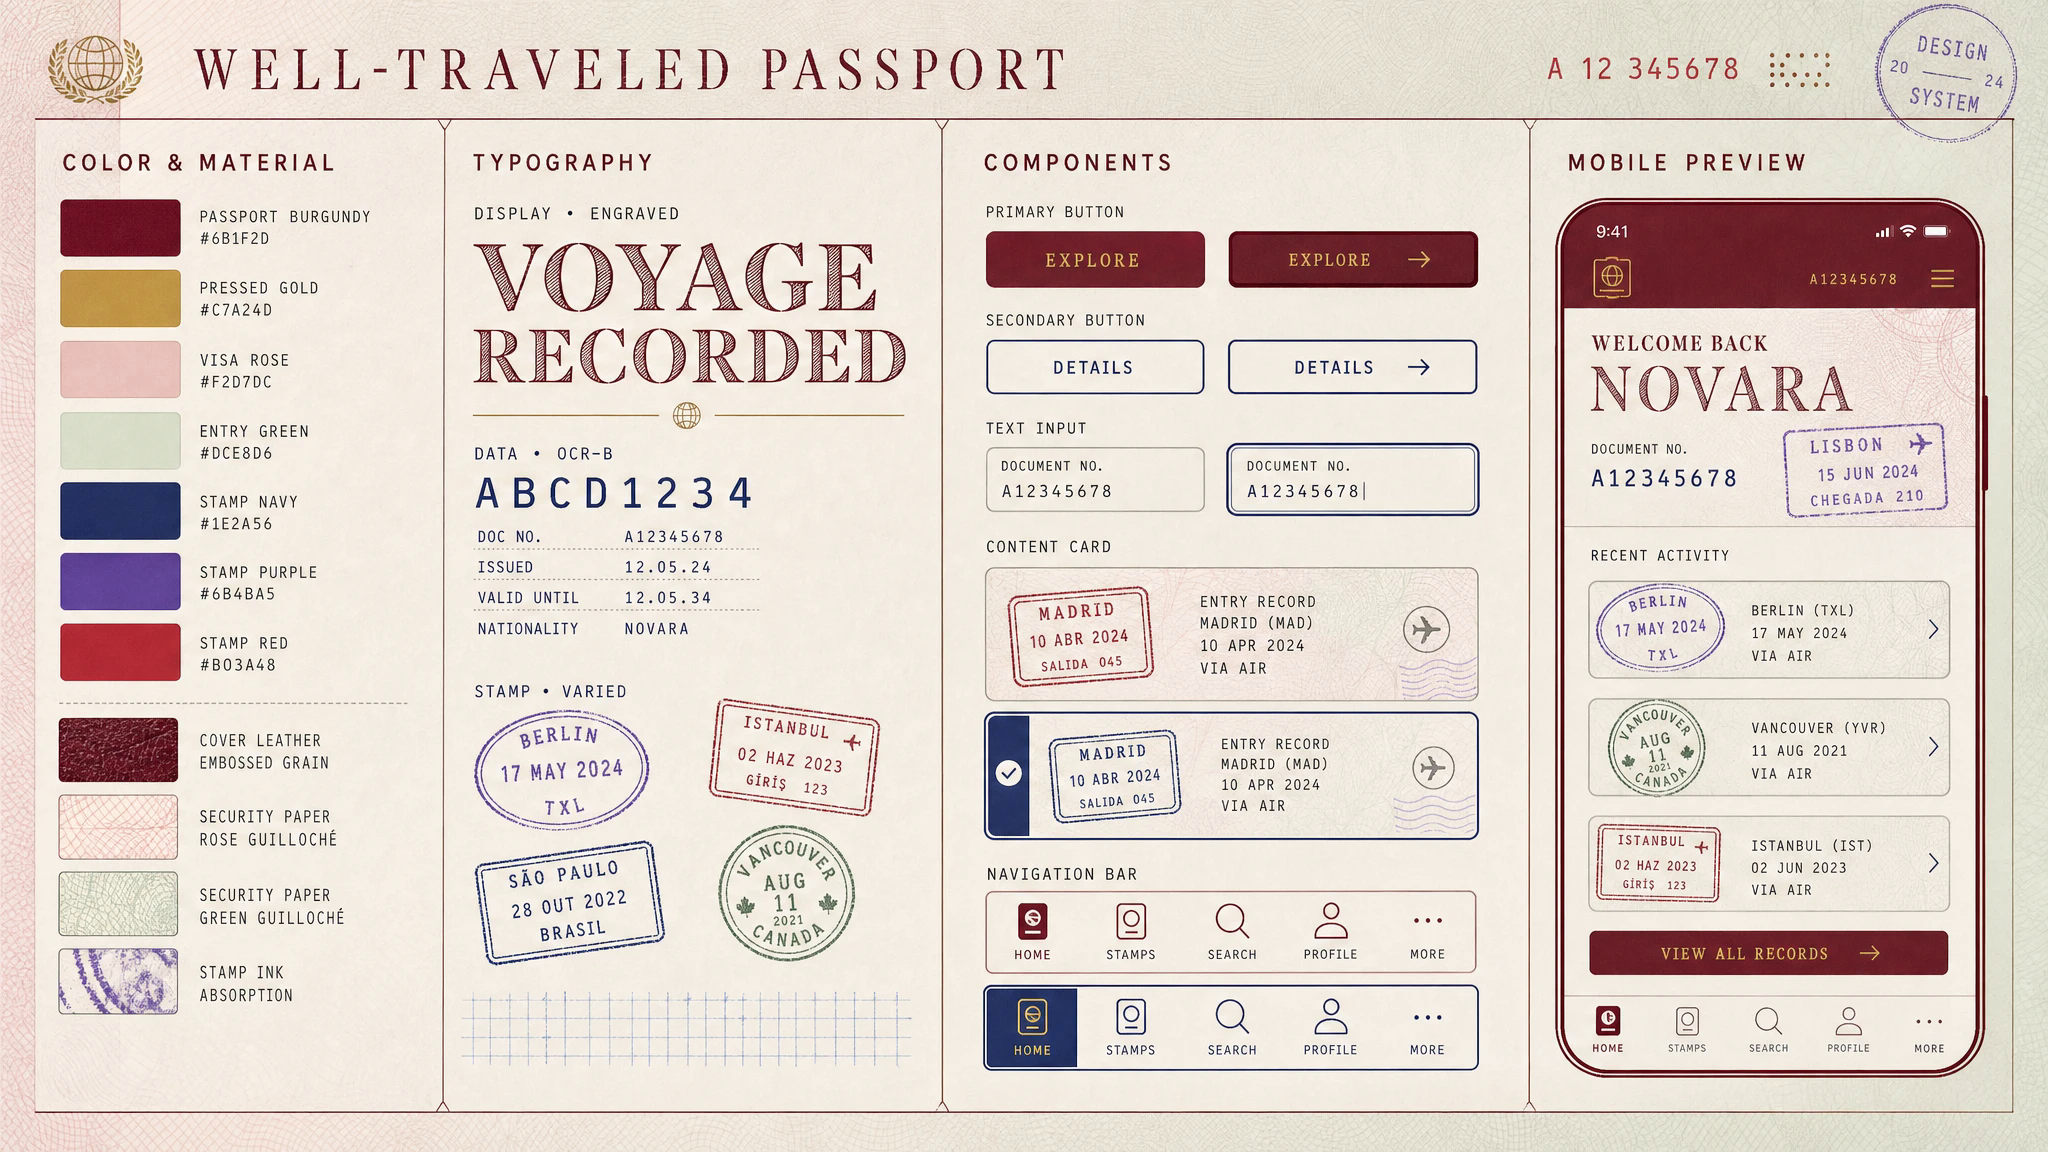 WELL-TRAVELED PASSPORT
A 12 345678
DESIGN
20 24
SYSTEM
COLOR & MATERIAL
PASSPORT BURGUNDY
#6B1F2D
PRESSED GOLD
#C7A24D
VISA ROSE
#F2D7DC
ENTRY GREEN
#DCE8D6
STAMP NAVY
#1E2A56
STAMP PURPLE
#6B4BA5
STAMP RED
#B03A48
COVER LEATHER
EMBOSSED GRAIN
SECURITY PAPER
ROSE GUILLOCHÉ
SECURITY PAPER
GREEN GUILLOCHÉ
STAMP INK
ABSORPTION
TYPOGRAPHY
DISPLAY • ENGRAVED
VOYAGE
RECORDED
DATA • OCR-B
ABCD1234
DOC NO. A12345678
ISSUED 12.05.24
VALID UNTIL 12.05.34
NATIONALITY NOVARA
STAMP • VARIED
BERLIN
17 MAY 2024
TXL
ISTANBUL
02 HAZ 2023
GİRİŞ 123
SÃO PAULO
28 OUT 2022
BRASIL
VANCOUVER
AUG
11
2021
CANADA
COMPONENTS
PRIMARY BUTTON
EXPLORE
EXPLORE →
SECONDARY BUTTON
DETAILS
DETAILS →
TEXT INPUT
DOCUMENT NO.
A12345678
DOCUMENT NO.
A12345678
CONTENT CARD
MADRID
10 ABR 2024
SALIDA 045
ENTRY RECORD
MADRID (MAD)
10 APR 2024
VIA AIR
MADRID
10 ABR 2024
SALIDA 045
ENTRY RECORD
MADRID (MAD)
10 APR 2024
VIA AIR
NAVIGATION BAR
HOME STAMPS SEARCH PROFILE MORE
HOME STAMPS SEARCH PROFILE MORE
MOBILE PREVIEW
9:41
A12345678
WELCOME BACK
NOVARA
DOCUMENT NO.
A12345678
LISBON
15 JUN 2024
CHEGADA 210
RECENT ACTIVITY
BERLIN
17 MAY 2024
TXL
BERLIN (TXL)
17 MAY 2024
VIA AIR
VANCOUVER
AUG
11
2021
CANADA
VANCOUVER (YVR)
11 AUG 2021
VIA AIR
ISTANBUL
02 HAZ 2023
GİRİŞ 123
ISTANBUL (IST)
02 JUN 2023
VIA AIR
VIEW ALL RECORDS →
HOME STAMPS SEARCH PROFILE MORE